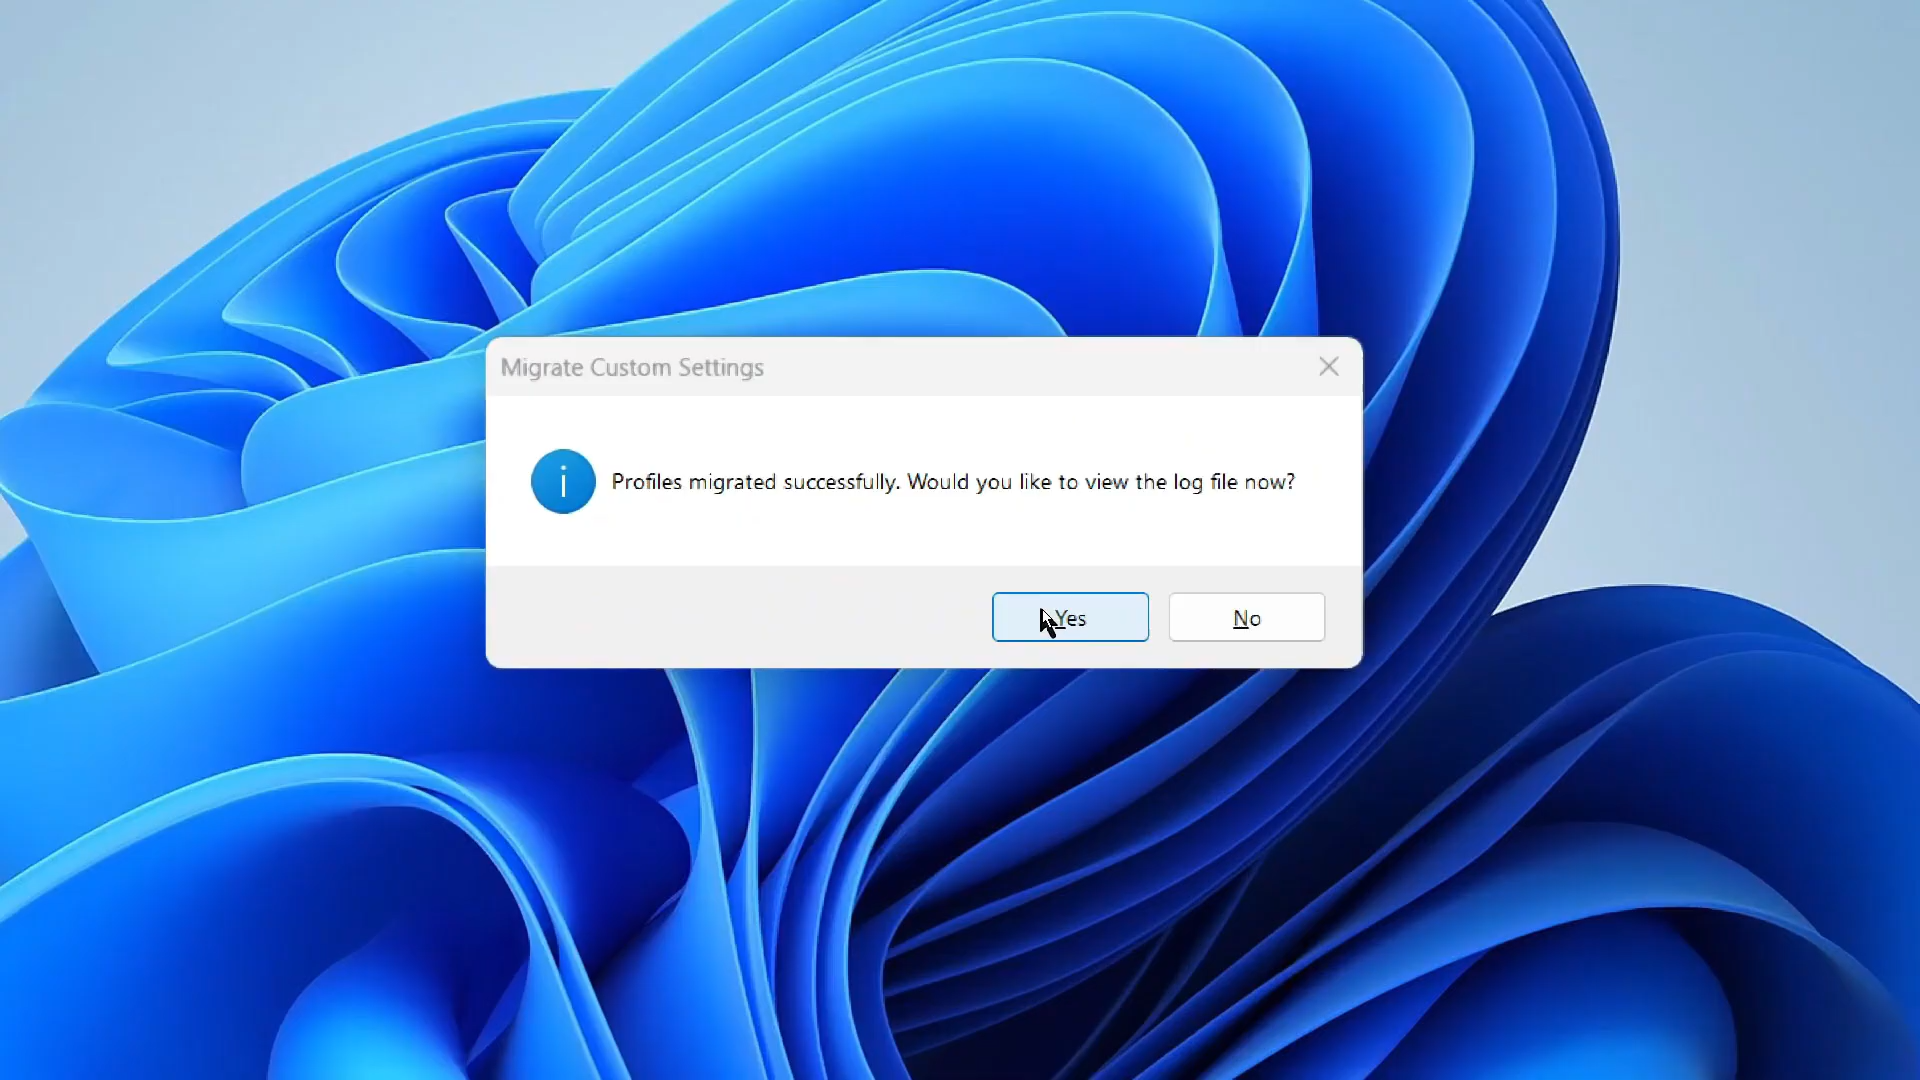 Migrate Custom Settings
i
Profiles migrated successfully. Would you like to view the log file now?
Yes
No